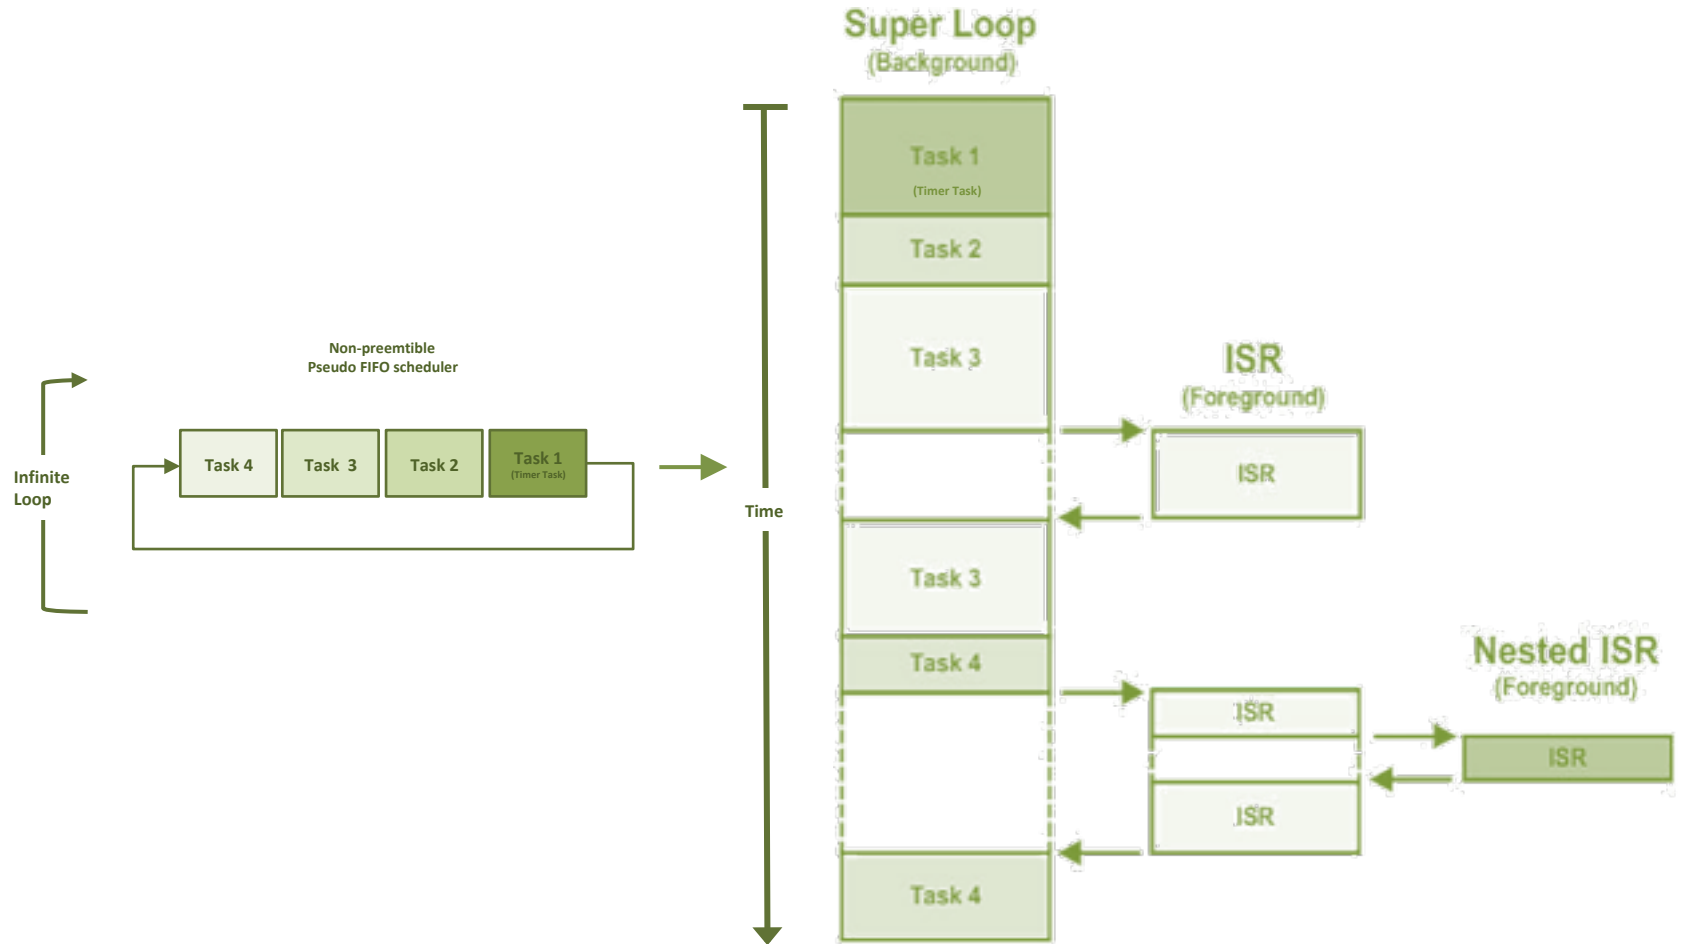 Super Loop
(Background)
Task 1
(Timer Task)
Task 2
Task 3
Non-preemtible
Pseudo FIFO scheduler
ISR
(Foreground)
Infinite
Loop
Task 4
Task 3
Task 2
Task 1
(Timer Task)
ISR
Time
Task 3
Task 4
Nested ISR
(Foreground)
ISR
ISR
ISR
Task 4